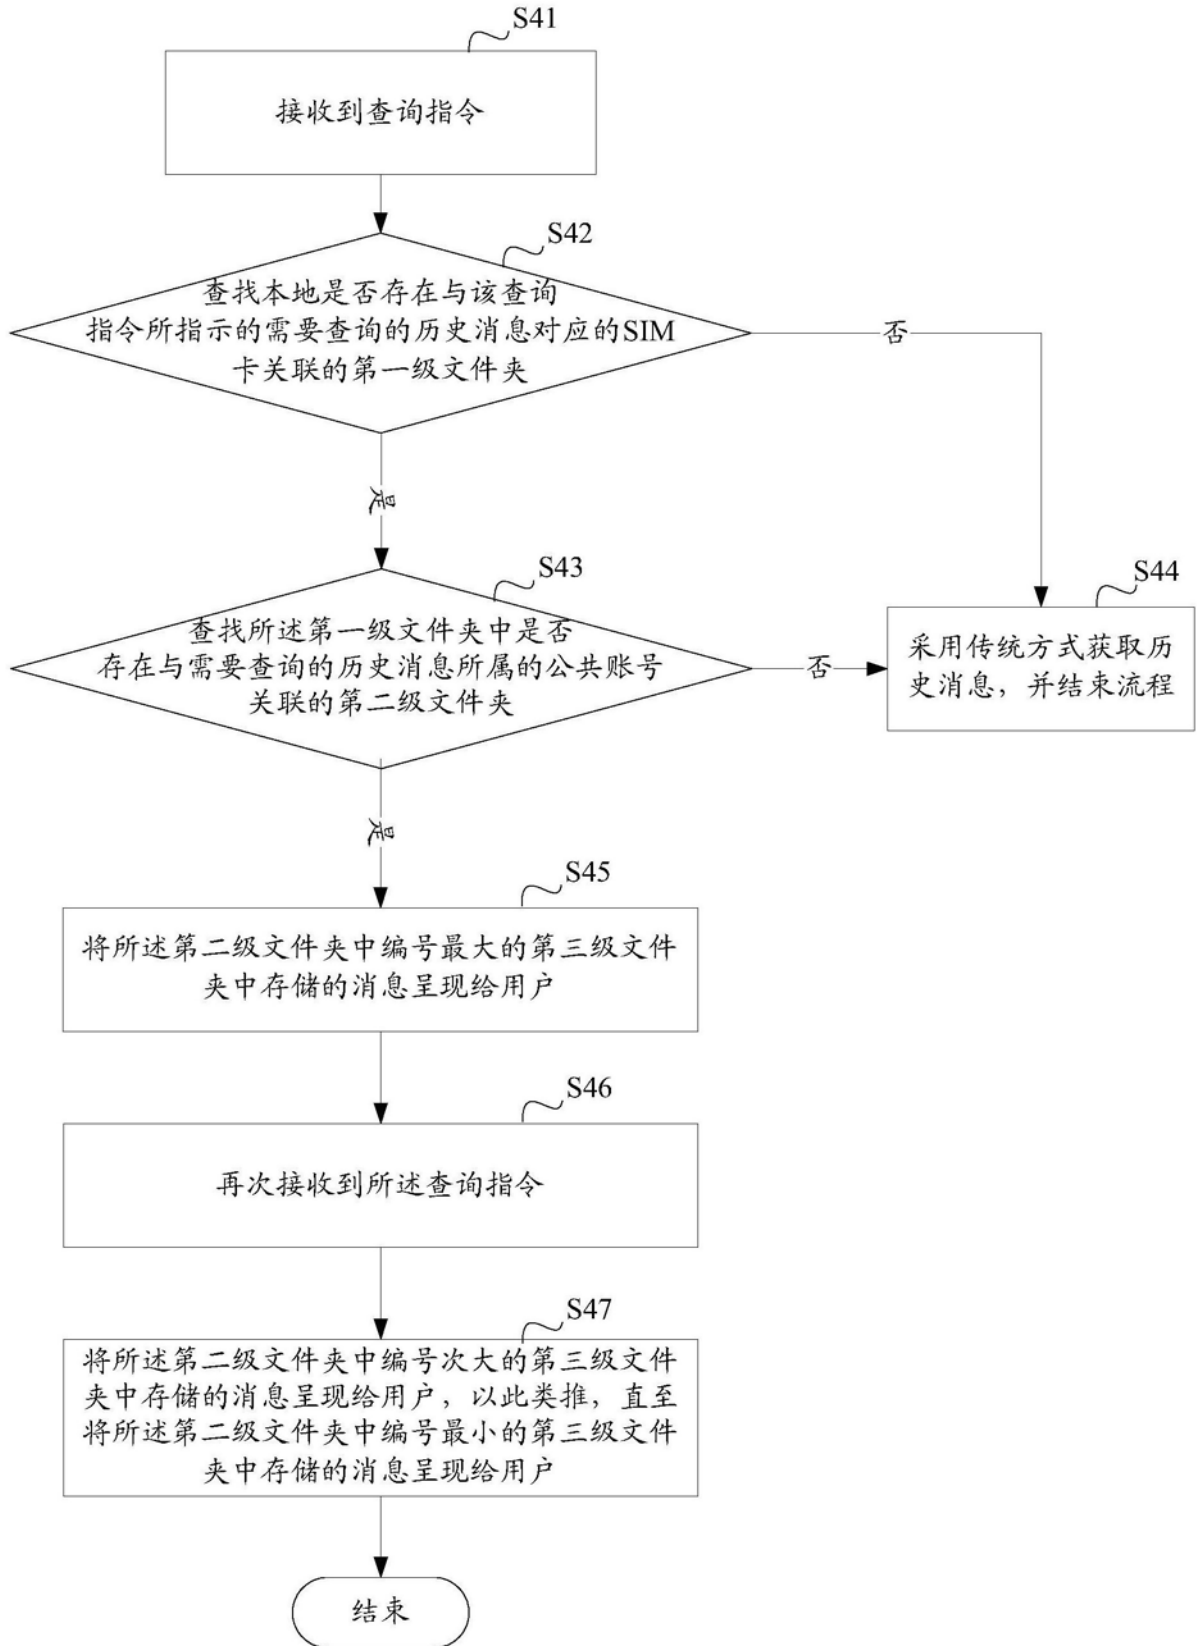 S41
接收到查询指令
S42
查找本地是否存在与该查询
指令所指示的需要查询的历史消息对应的SIM
卡关联的第一级文件夹
否
是
S43
查找所述第一级文件夹中是否
存在与需要查询的历史消息所属的公共账号
关联的第二级文件夹
否
S44
采用传统方式获取历
史消息，并结束流程
是
S45
将所述第二级文件夹中编号最大的第三级文件
夹中存储的消息呈现给用户
S46
再次接收到所述查询指令
S47
将所述第二级文件夹中编号次大的第三级文件
夹中存储的消息呈现给用户，以此类推，直至
将所述第二级文件夹中编号最小的第三级文件
夹中存储的消息呈现给用户
结束